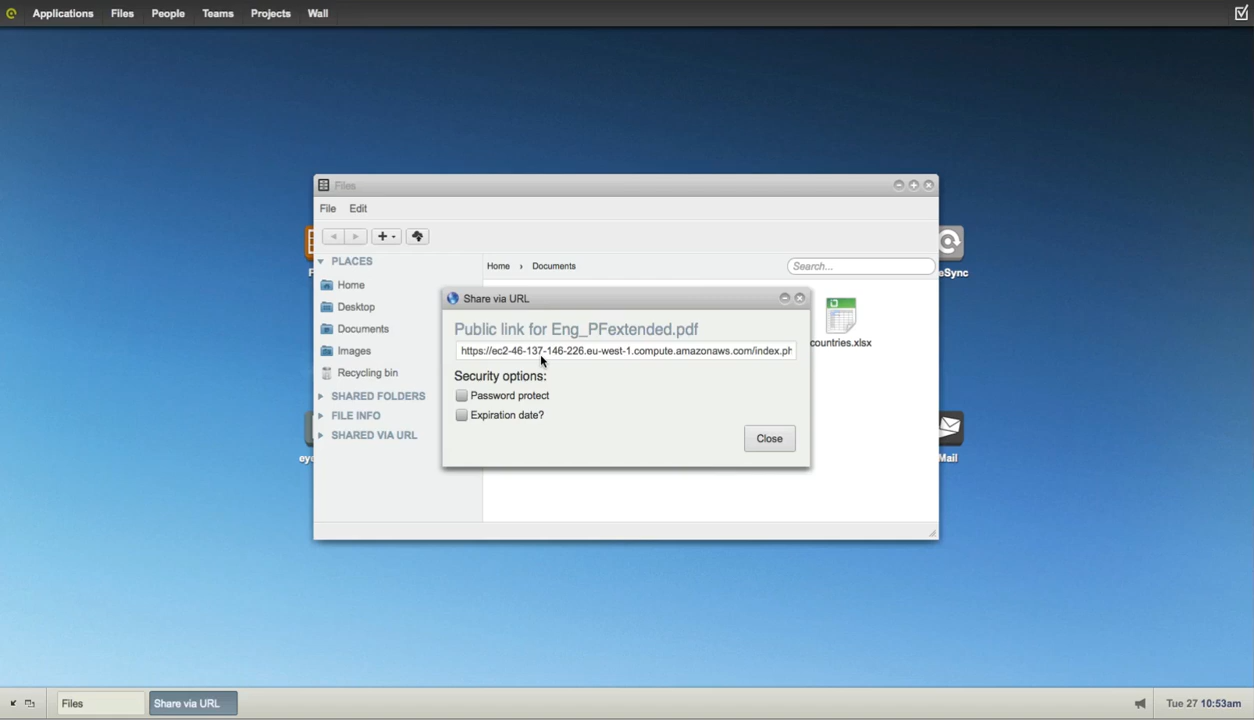 Applications Files People Teams Projects Wall
Files
File Edit
PLACES
Home › Documents
Search...
Home
Desktop
Documents
Images
Recycling bin
SHARED FOLDERS
FILE INFO
SHARED VIA URL
Share via URL
Public link for Eng_PFextended.pdf
https://ec2-46-137-146-226.eu-west-1.compute.amazonaws.com/index.ph
Security options:
Password protect
Expiration date?
Close
countries.xlsx
eSync
Mail
Files
Share via URL
Tue 27 10:53am